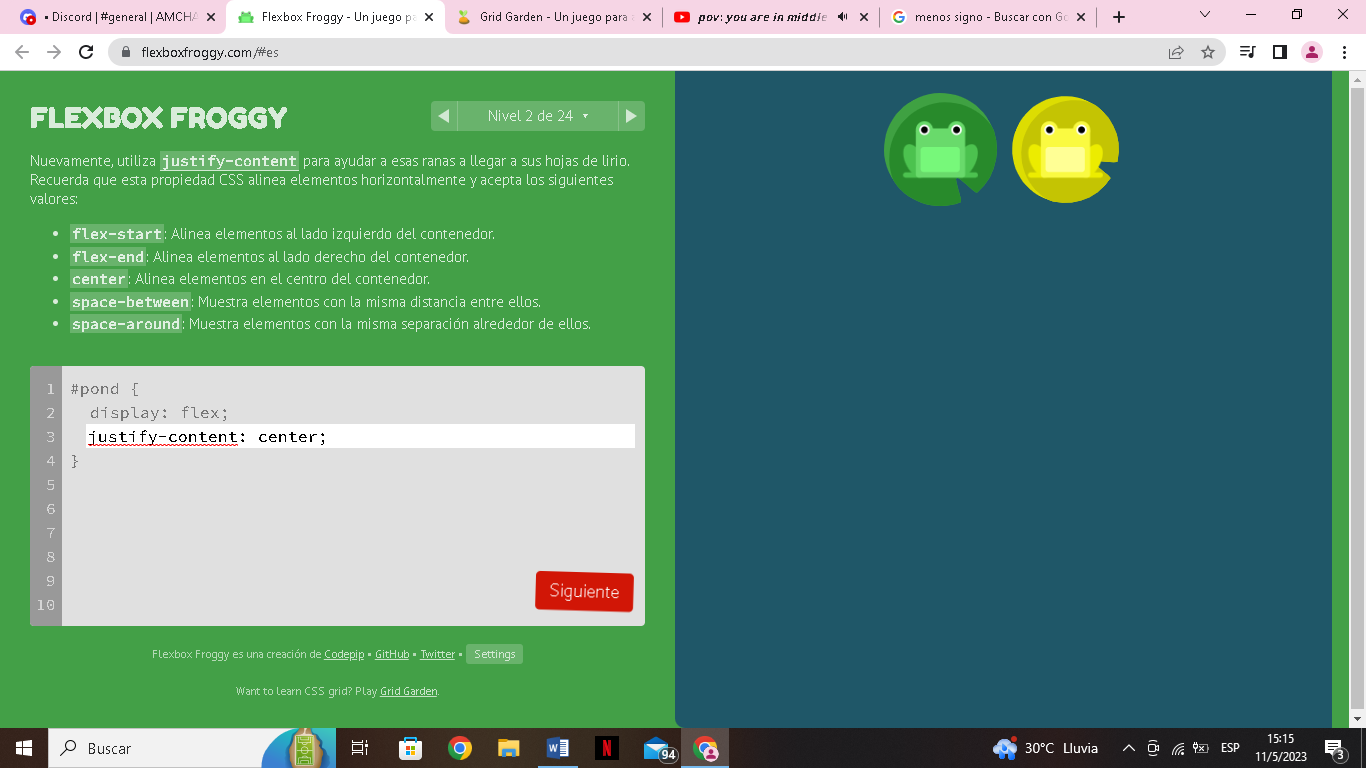 ▪ Discord | #general | AMCHA
Flexbox Froggy - Un juego pa
Grid Garden - Un juego para
pov: you are in middle
menos signo - Buscar con Go
flexboxfroggy.com/#es
FLEXBOX FROGGY
Nivel 2 de 24
Nuevamente, utiliza justify-content para ayudar a esas ranas a llegar a sus hojas de lirio.
Recuerda que esta propiedad CSS alinea elementos horizontalmente y acepta los siguientes
valores:
• flex-start: Alinea elementos al lado izquierdo del contenedor.
• flex-end: Alinea elementos al lado derecho del contenedor.
• center: Alinea elementos en el centro del contenedor.
• space-between: Muestra elementos con la misma distancia entre ellos.
• space-around: Muestra elementos con la misma separación alrededor de ellos.
1 #pond {
2 display: flex;
3 justify-content: center;
4 }
5
6
7
8
9
10
Siguiente
Flexbox Froggy es una creación de Codepip • GitHub • Twitter • Settings
Want to learn CSS grid? Play Grid Garden.
Buscar
94
30°C Lluvia
ESP
15:15
11/5/2023
3